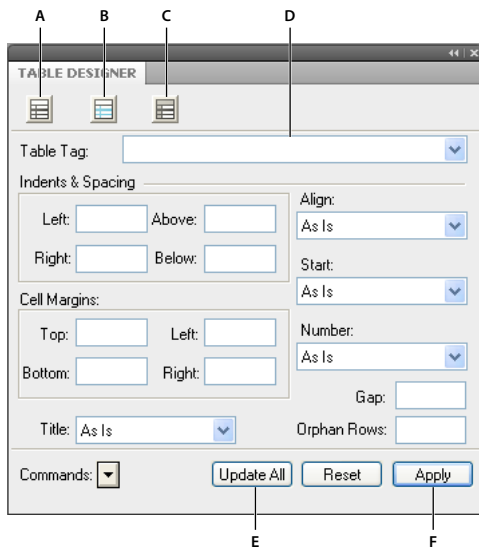 A B C D
TABLE DESIGNER
Table Tag:
Indents & Spacing
Left: Above:
Right: Below:
Align:
As Is
Start:
As Is
Cell Margins:
Top: Left:
Bottom: Right:
Number:
As Is
Gap:
Title: As Is
Orphan Rows:
Commands: Update All Reset Apply
E F